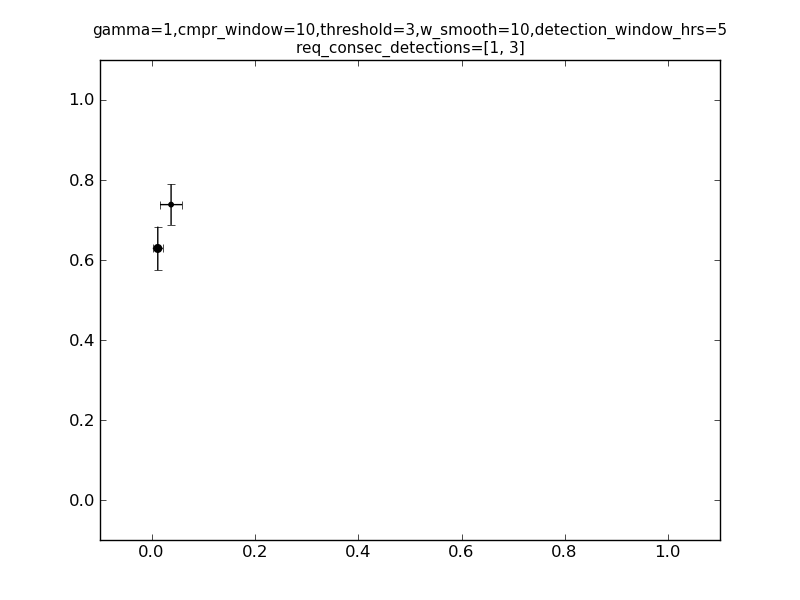 gamma=1,cmpr_window=10,threshold=3,w_smooth=10,detection_window_hrs=5
req_consec_detections=[1, 3]
1.0
0.8
0.6
0.4
0.2
0.0
0.0 0.2 0.4 0.6 0.8 1.0